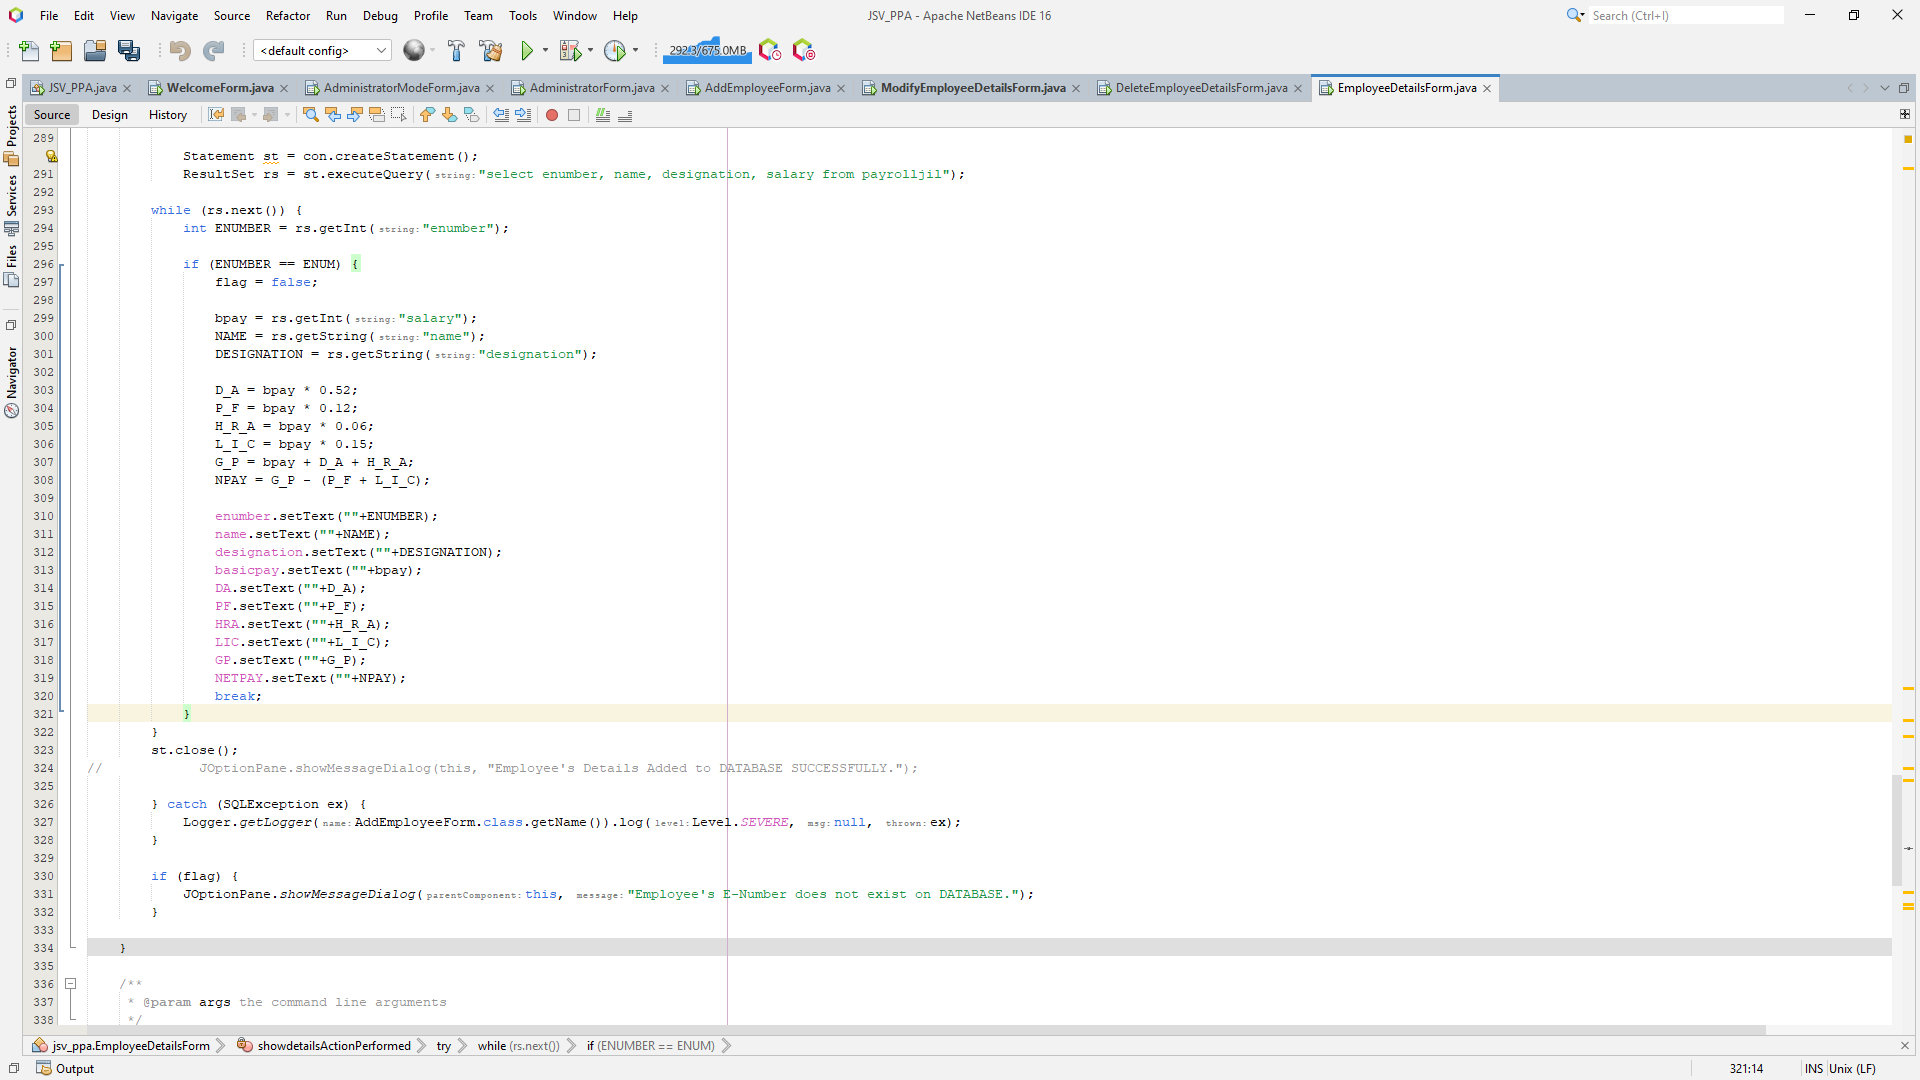 File Edit View Navigate Source Refactor Run Debug Profile Team Tools Window Help JSV_PPA - Apache NetBeans IDE 16 Search (Ctrl+I)
<default config> 292.3/675.0MB
JSV_PPA.java WelcomeForm.java AdministratorModeForm.java AdministratorForm.java AddEmployeeForm.java ModifyEmployeeDetailsForm.java DeleteEmployeeDetailsForm.java EmployeeDetailsForm.java
Source Design History
Projects
Services
Files
Navigator
289
Statement st = con.createStatement();
291 ResultSet rs = st.executeQuery(string:"select enumber, name, designation, salary from payrolljil");
292
293 while (rs.next()) {
294 int ENUMBER = rs.getInt(string:"enumber");
295
296 if (ENUMBER == ENUM) {
297 flag = false;
298
299 bpay = rs.getInt(string:"salary");
300 NAME = rs.getString(string:"name");
301 DESIGNATION = rs.getString(string:"designation");
302
303 D_A = bpay * 0.52;
304 P_F = bpay * 0.12;
305 H_R_A = bpay * 0.06;
306 L_I_C = bpay * 0.15;
307 G_P = bpay + D_A + H_R_A;
308 NPAY = G_P - (P_F + L_I_C);
309
310 enumber.setText(""+ENUMBER);
311 name.setText(""+NAME);
312 designation.setText(""+DESIGNATION);
313 basicpay.setText(""+bpay);
314 DA.setText(""+D_A);
315 PF.setText(""+P_F);
316 HRA.setText(""+H_R_A);
317 LIC.setText(""+L_I_C);
318 GP.setText(""+G_P);
319 NETPAY.setText(""+NPAY);
320 break;
321 }
322 }
323 st.close();
324 // JOptionPane.showMessageDialog(this, "Employee's Details Added to DATABASE SUCCESSFULLY.");
325
326 } catch (SQLException ex) {
327 Logger.getLogger(name:AddEmployeeForm.class.getName()).log(level:Level.SEVERE, msg:null, thrown:ex);
328 }
329
330 if (flag) {
331 JOptionPane.showMessageDialog(parentComponent:this, message:"Employee's E-Number does not exist on DATABASE.");
332 }
333
334 }
335
336 /**
337 * @param args the command line arguments
338 */
jsv_ppa.EmployeeDetailsForm showdetailsActionPerformed try while (rs.next()) if (ENUMBER == ENUM)
Output 321:14 INS Unix (LF)